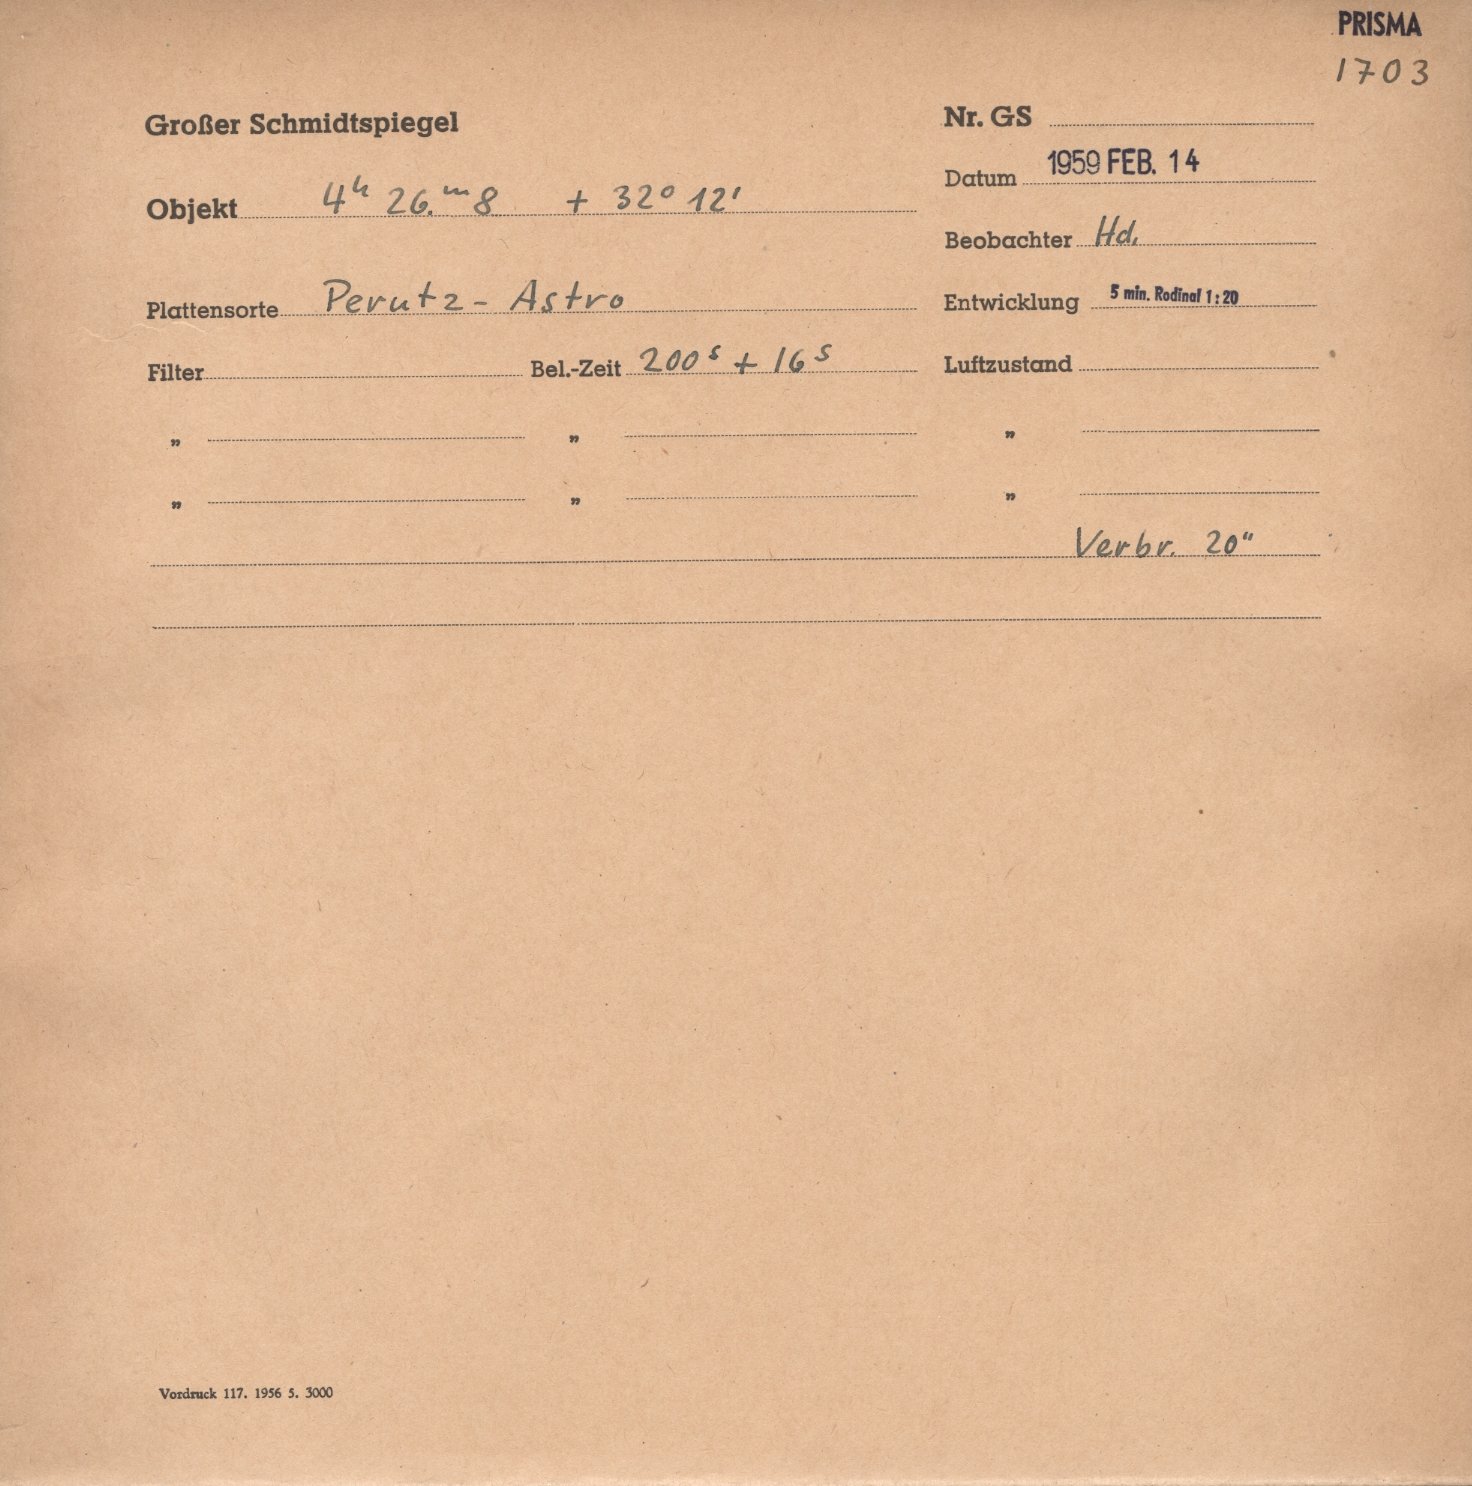 PRISMA
1703
Großer Schmidtspiegel
Nr. GS
Datum 1959 FEB. 14
Objekt 4ʰ 26.ᵐ8 + 32° 12'
Beobachter Hd.
Plattensorte Perutz - Astro
Entwicklung 5 min. Rodinal 1:20
Filter Bel.-Zeit 200ˢ + 16ˢ Luftzustand
„ „ „
„ „ „
Verbr. 20"
Vordruck 117. 1956 5. 3000